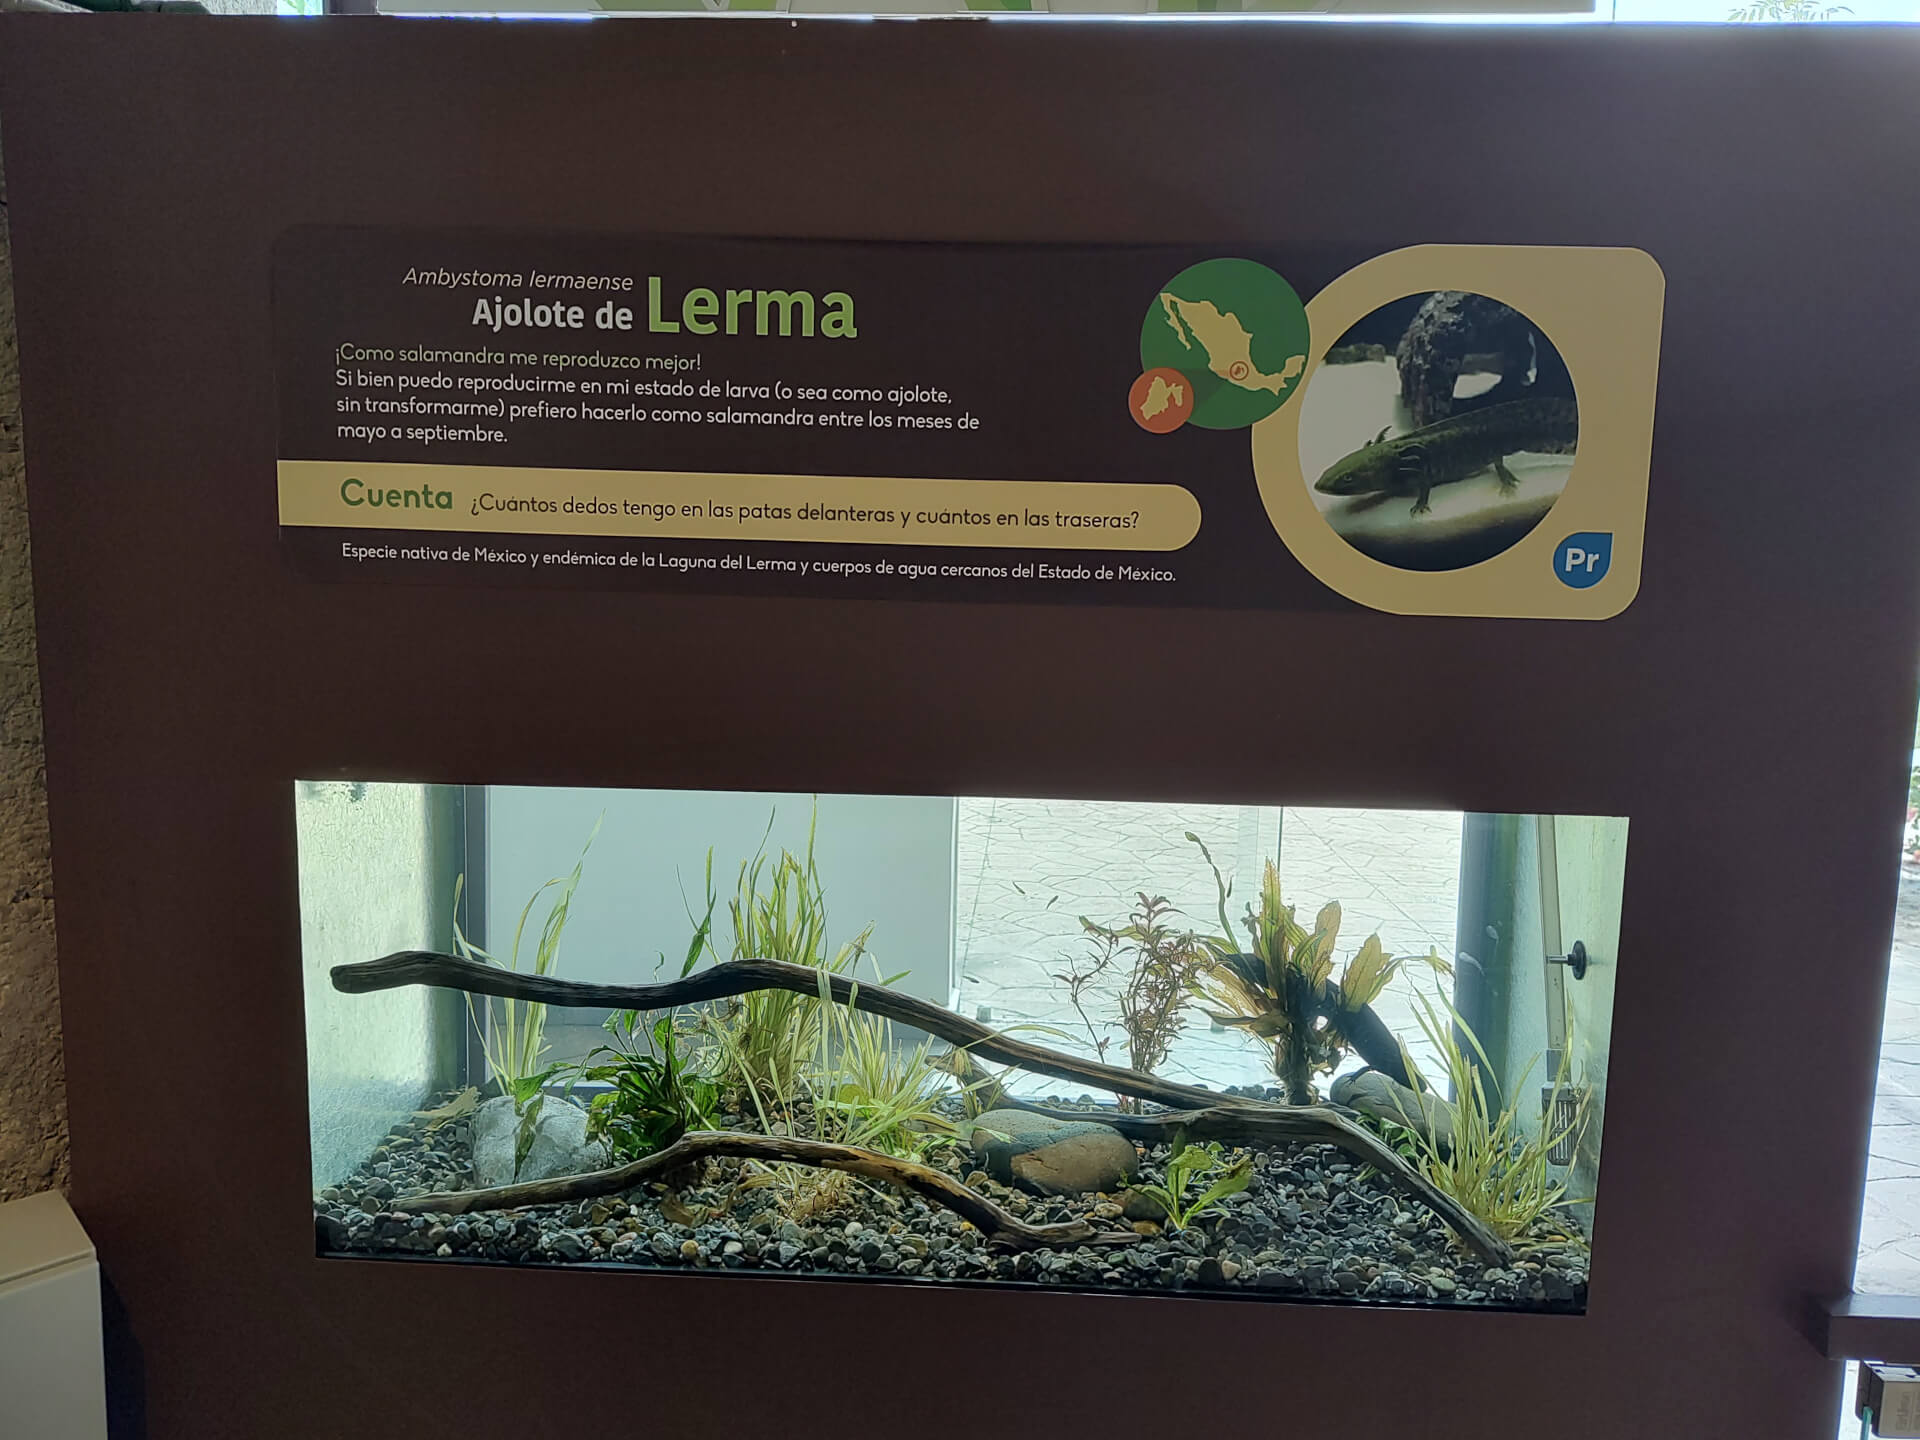 Ambystoma lermaense
Ajolote de Lerma
¡Como salamandra me reproduzco mejor!
Si bien puedo reproducirme en mi estado de larva (o sea como ajolote,
sin transformarme) prefiero hacerlo como salamandra entre los meses de
mayo a septiembre.
Cuenta ¿Cuántos dedos tengo en las patas delanteras y cuántos en las traseras?
Especie nativa de México y endémica de la Laguna del Lerma y cuerpos de agua cercanos del Estado de México.
Pr